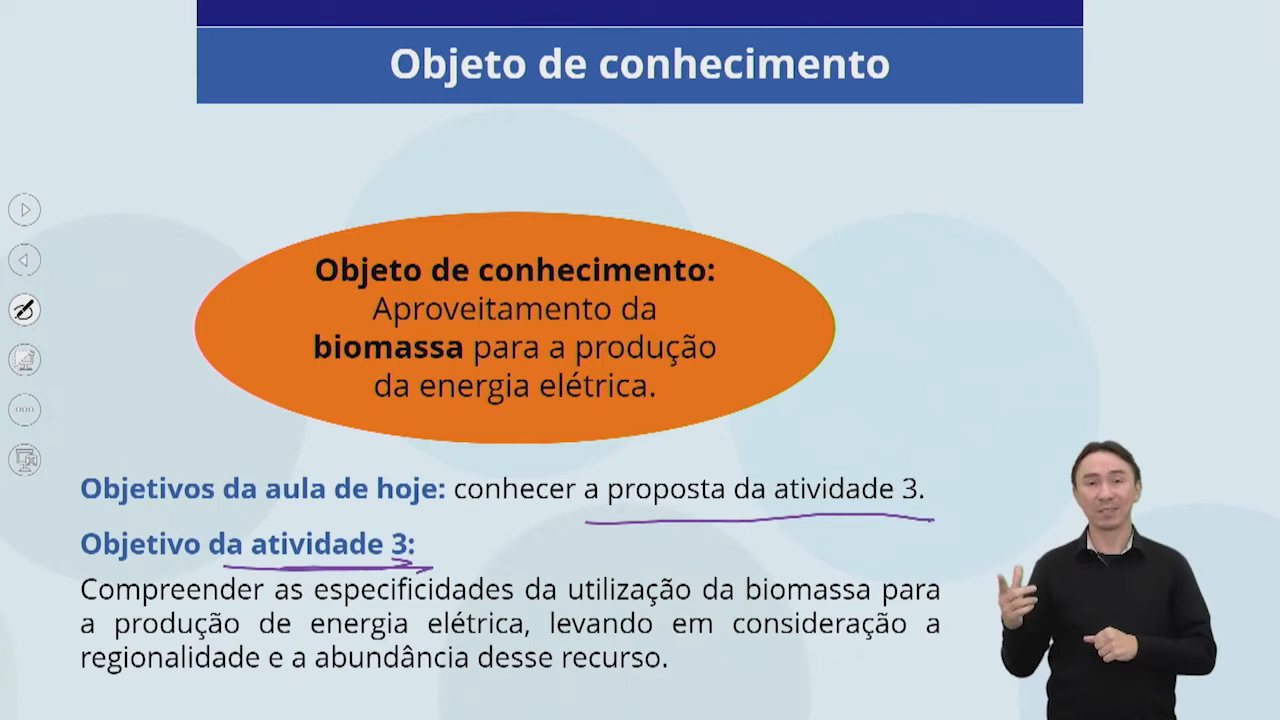 Objeto de conhecimento
Objeto de conhecimento:
Aproveitamento da
biomassa para a produção
da energia elétrica.
Objetivos da aula de hoje: conhecer a proposta da atividade 3.
Objetivo da atividade 3:
Compreender as especificidades da utilização da biomassa para
a produção de energia elétrica, levando em consideração a
regionalidade e a abundância desse recurso.